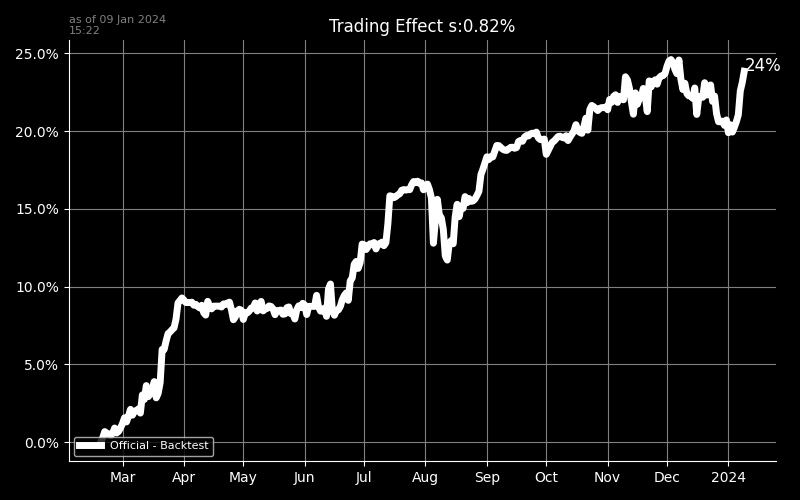 as of 09 Jan 2024
15:22
Trading Effect s:0.82%
25.0%
24%
20.0%
15.0%
10.0%
5.0%
0.0%
Official - Backtest
Mar Apr May Jun Jul Aug Sep Oct Nov Dec 2024